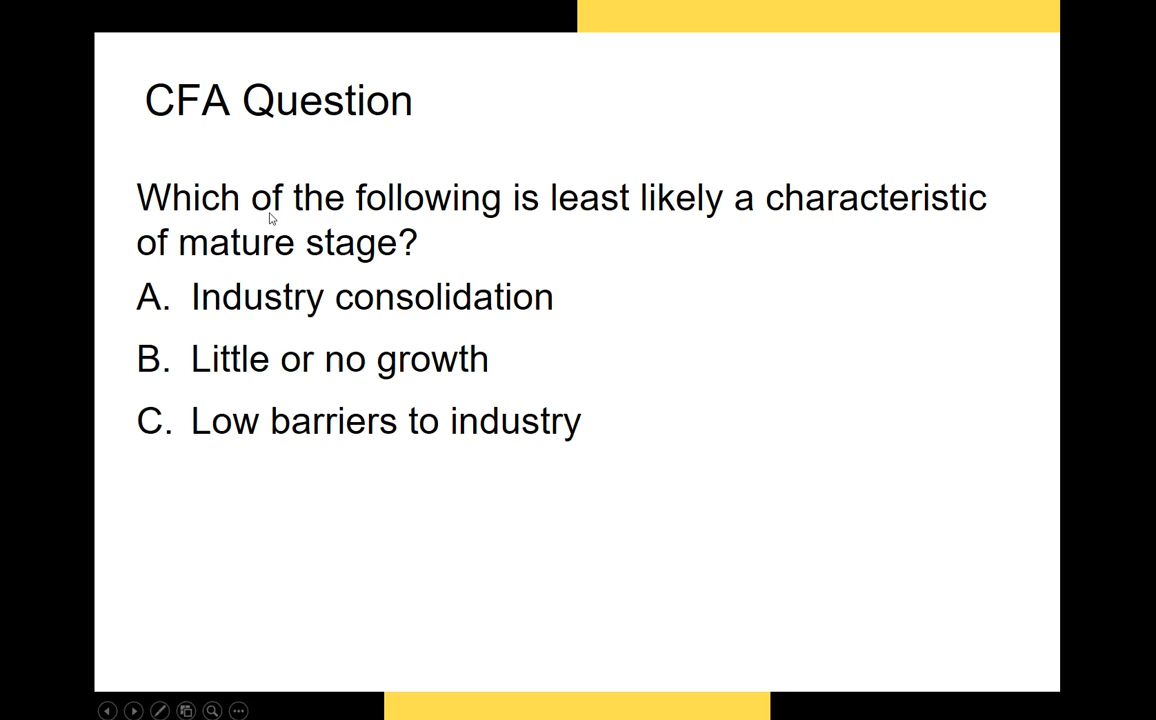 CFA Question
Which of the following is least likely a characteristic
of mature stage?
A. Industry consolidation
B. Little or no growth
C. Low barriers to industry